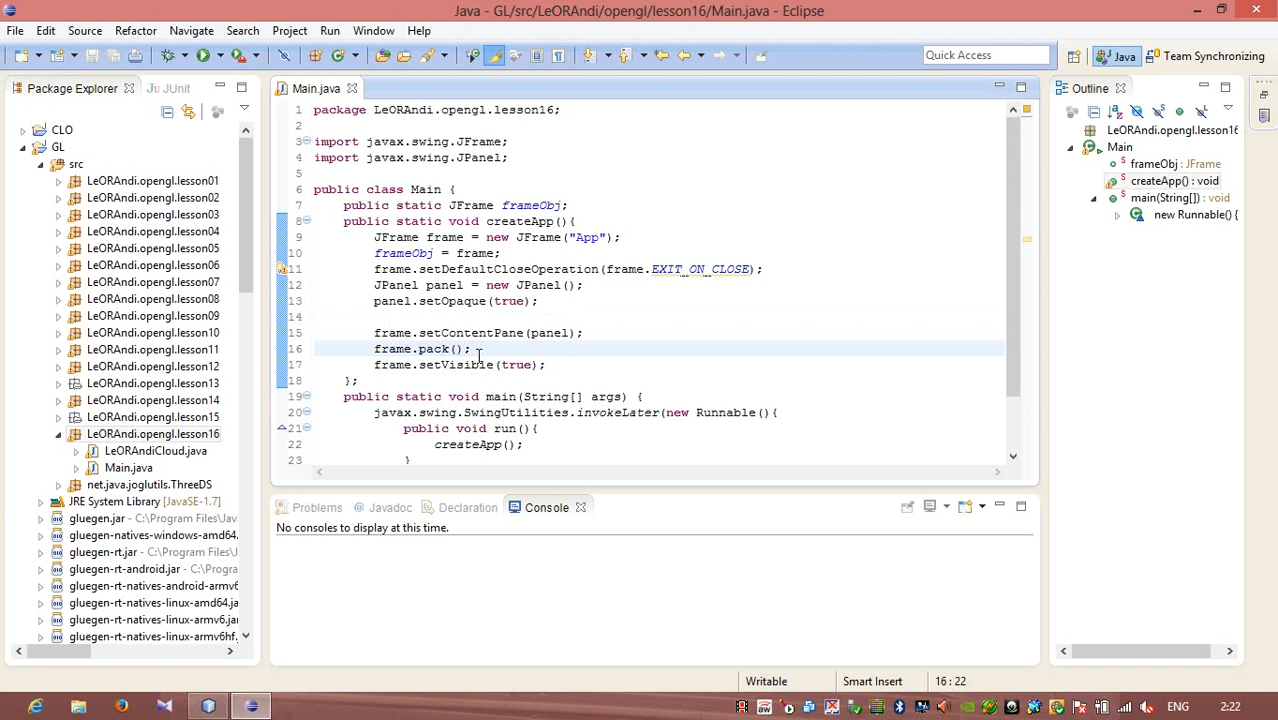 Java - GL/src/LeORAndi/opengl/lesson16/Main.java - Eclipse
File Edit Source Refactor Navigate Search Project Run Window Help
Quick Access
Java
Team Synchronizing
Package Explorer
JUnit
CLO
GL
src
LeORAndi.opengl.lesson01
LeORAndi.opengl.lesson02
LeORAndi.opengl.lesson03
LeORAndi.opengl.lesson04
LeORAndi.opengl.lesson05
LeORAndi.opengl.lesson06
LeORAndi.opengl.lesson07
LeORAndi.opengl.lesson08
LeORAndi.opengl.lesson09
LeORAndi.opengl.lesson10
LeORAndi.opengl.lesson11
LeORAndi.opengl.lesson12
LeORAndi.opengl.lesson13
LeORAndi.opengl.lesson14
LeORAndi.opengl.lesson15
LeORAndi.opengl.lesson16
LeORAndiCloud.java
Main.java
net.java.joglutils.ThreeDS
JRE System Library [JavaSE-1.7]
gluegen.jar - C:\Program Files\Java
gluegen-natives-windows-amd64.
gluegen-rt.jar - C:\Program Files\
gluegen-rt-android.jar - C:\Progra
gluegen-rt-natives-android-armv6
gluegen-rt-natives-linux-amd64.ja
gluegen-rt-natives-linux-armv6.jar
gluegen-rt-natives-linux-armv6hf.
Main.java
1 package LeORAndi.opengl.lesson16;
2
3 import javax.swing.JFrame;
4 import javax.swing.JPanel;
5
6 public class Main {
7 public static JFrame frameObj;
8 public static void createApp(){
9 JFrame frame = new JFrame("App");
10 frameObj = frame;
11 frame.setDefaultCloseOperation(frame.EXIT_ON_CLOSE);
12 JPanel panel = new JPanel();
13 panel.setOpaque(true);
14
15 frame.setContentPane(panel);
16 frame.pack();
17 frame.setVisible(true);
18 };
19 public static void main(String[] args) {
20 javax.swing.SwingUtilities.invokeLater(new Runnable(){
21 public void run(){
22 createApp();
23 }
Problems @ Javadoc Declaration Console
No consoles to display at this time.
Outline
LeORAndi.opengl.lesson16
Main
frameObj : JFrame
createApp() : void
main(String[]) : void
new Runnable() {
Writable
Smart Insert
16 : 22
ENG
2:22